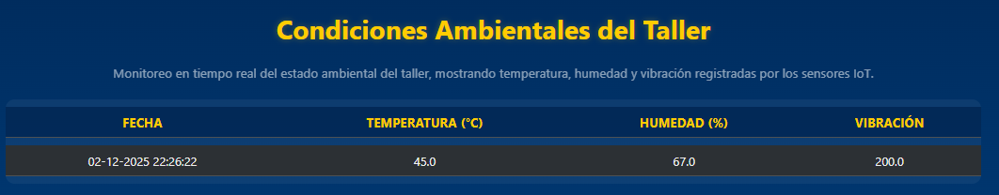 Condiciones Ambientales del Taller
Monitoreo en tiempo real del estado ambiental del taller, mostrando temperatura, humedad y vibración registradas por los sensores IoT.
FECHA TEMPERATURA (°C) HUMEDAD (%) VIBRACIÓN
02-12-2025 22:26:22 45.0 67.0 200.0